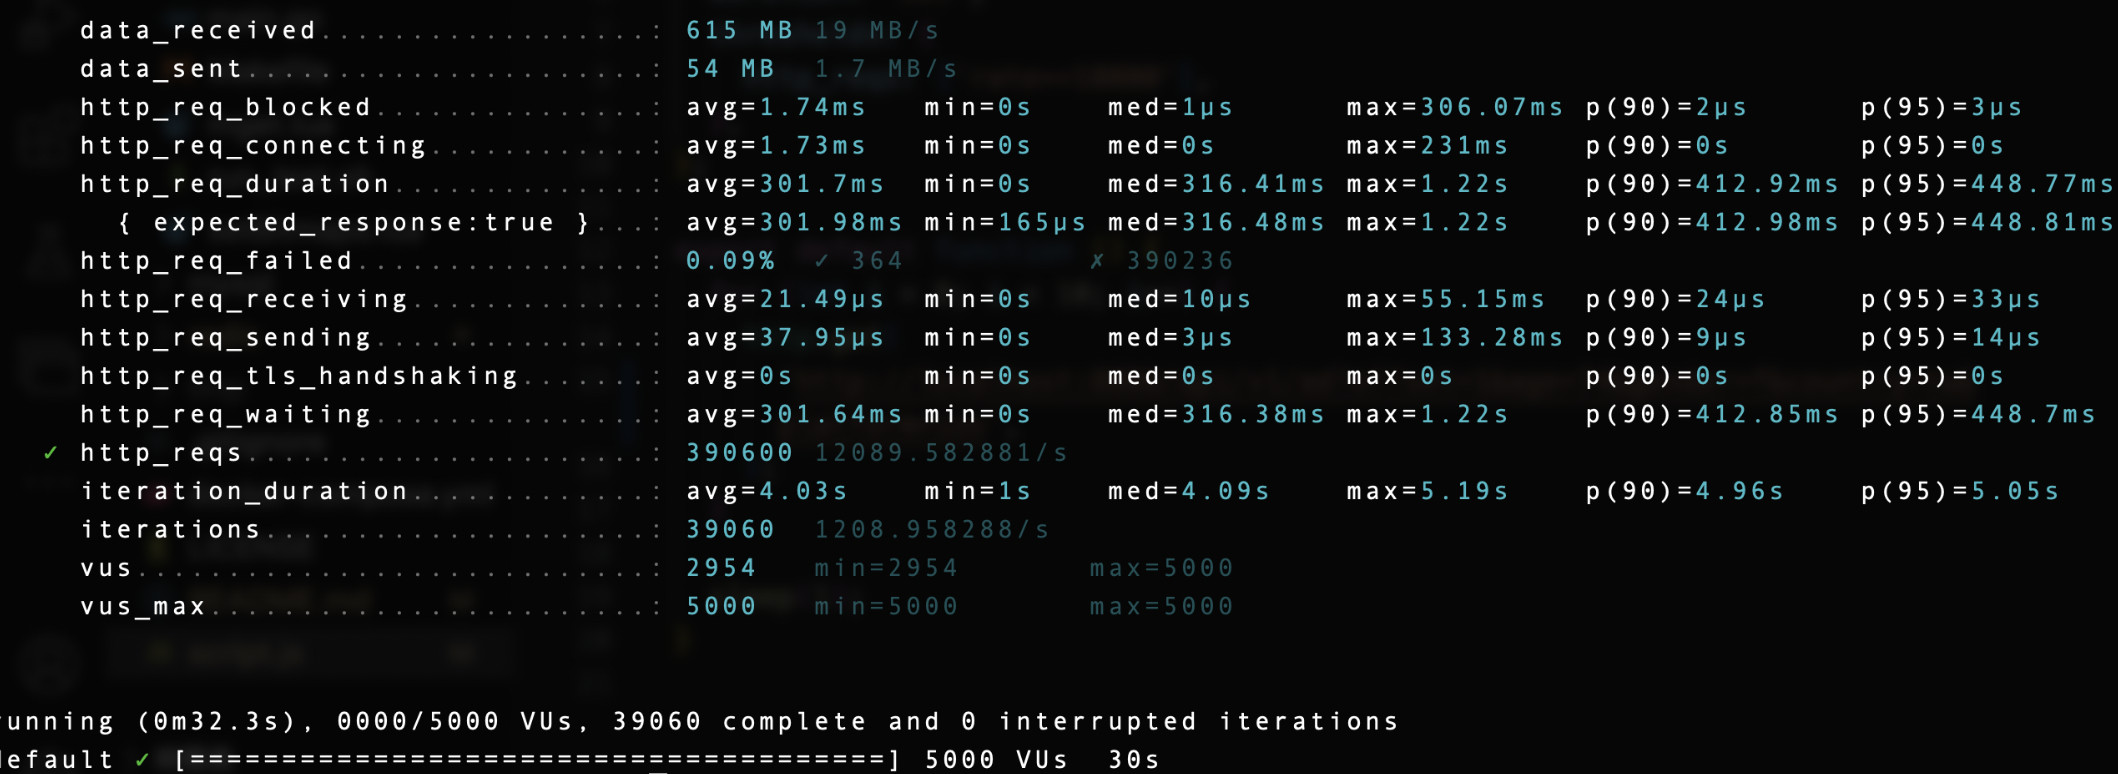 data_received..................: 615 MB 19 MB/s
data_sent.......................: 54 MB 1.7 MB/s
http_req_blocked................: avg=1.74ms min=0s med=1µs max=306.07ms p(90)=2µs p(95)=3µs
http_req_connecting.............: avg=1.73ms min=0s med=0s max=231ms p(90)=0s p(95)=0s
http_req_duration...............: avg=301.7ms min=0s med=316.41ms max=1.22s p(90)=412.92ms p(95)=448.77ms
{ expected_response:true }....: avg=301.98ms min=165µs med=316.48ms max=1.22s p(90)=412.98ms p(95)=448.81ms
http_req_failed.................: 0.09% ✓ 364 ✗ 390236
http_req_receiving..............: avg=21.49µs min=0s med=10µs max=55.15ms p(90)=24µs p(95)=33µs
http_req_sending................: avg=37.95µs min=0s med=3µs max=133.28ms p(90)=9µs p(95)=14µs
http_req_tls_handshaking........: avg=0s min=0s med=0s max=0s p(90)=0s p(95)=0s
http_req_waiting................: avg=301.64ms min=0s med=316.38ms max=1.22s p(90)=412.85ms p(95)=448.7ms
✓ http_reqs.......................: 390600 12089.582881/s
iteration_duration..............: avg=4.03s min=1s med=4.09s max=5.19s p(90)=4.96s p(95)=5.05s
iterations......................: 39060 1208.958288/s
vus.............................: 2954 min=2954 max=5000
vus_max.........................: 5000 min=5000 max=5000
running (0m32.3s), 0000/5000 VUs, 39060 complete and 0 interrupted iterations
default ✓ [======================================] 5000 VUs 30s